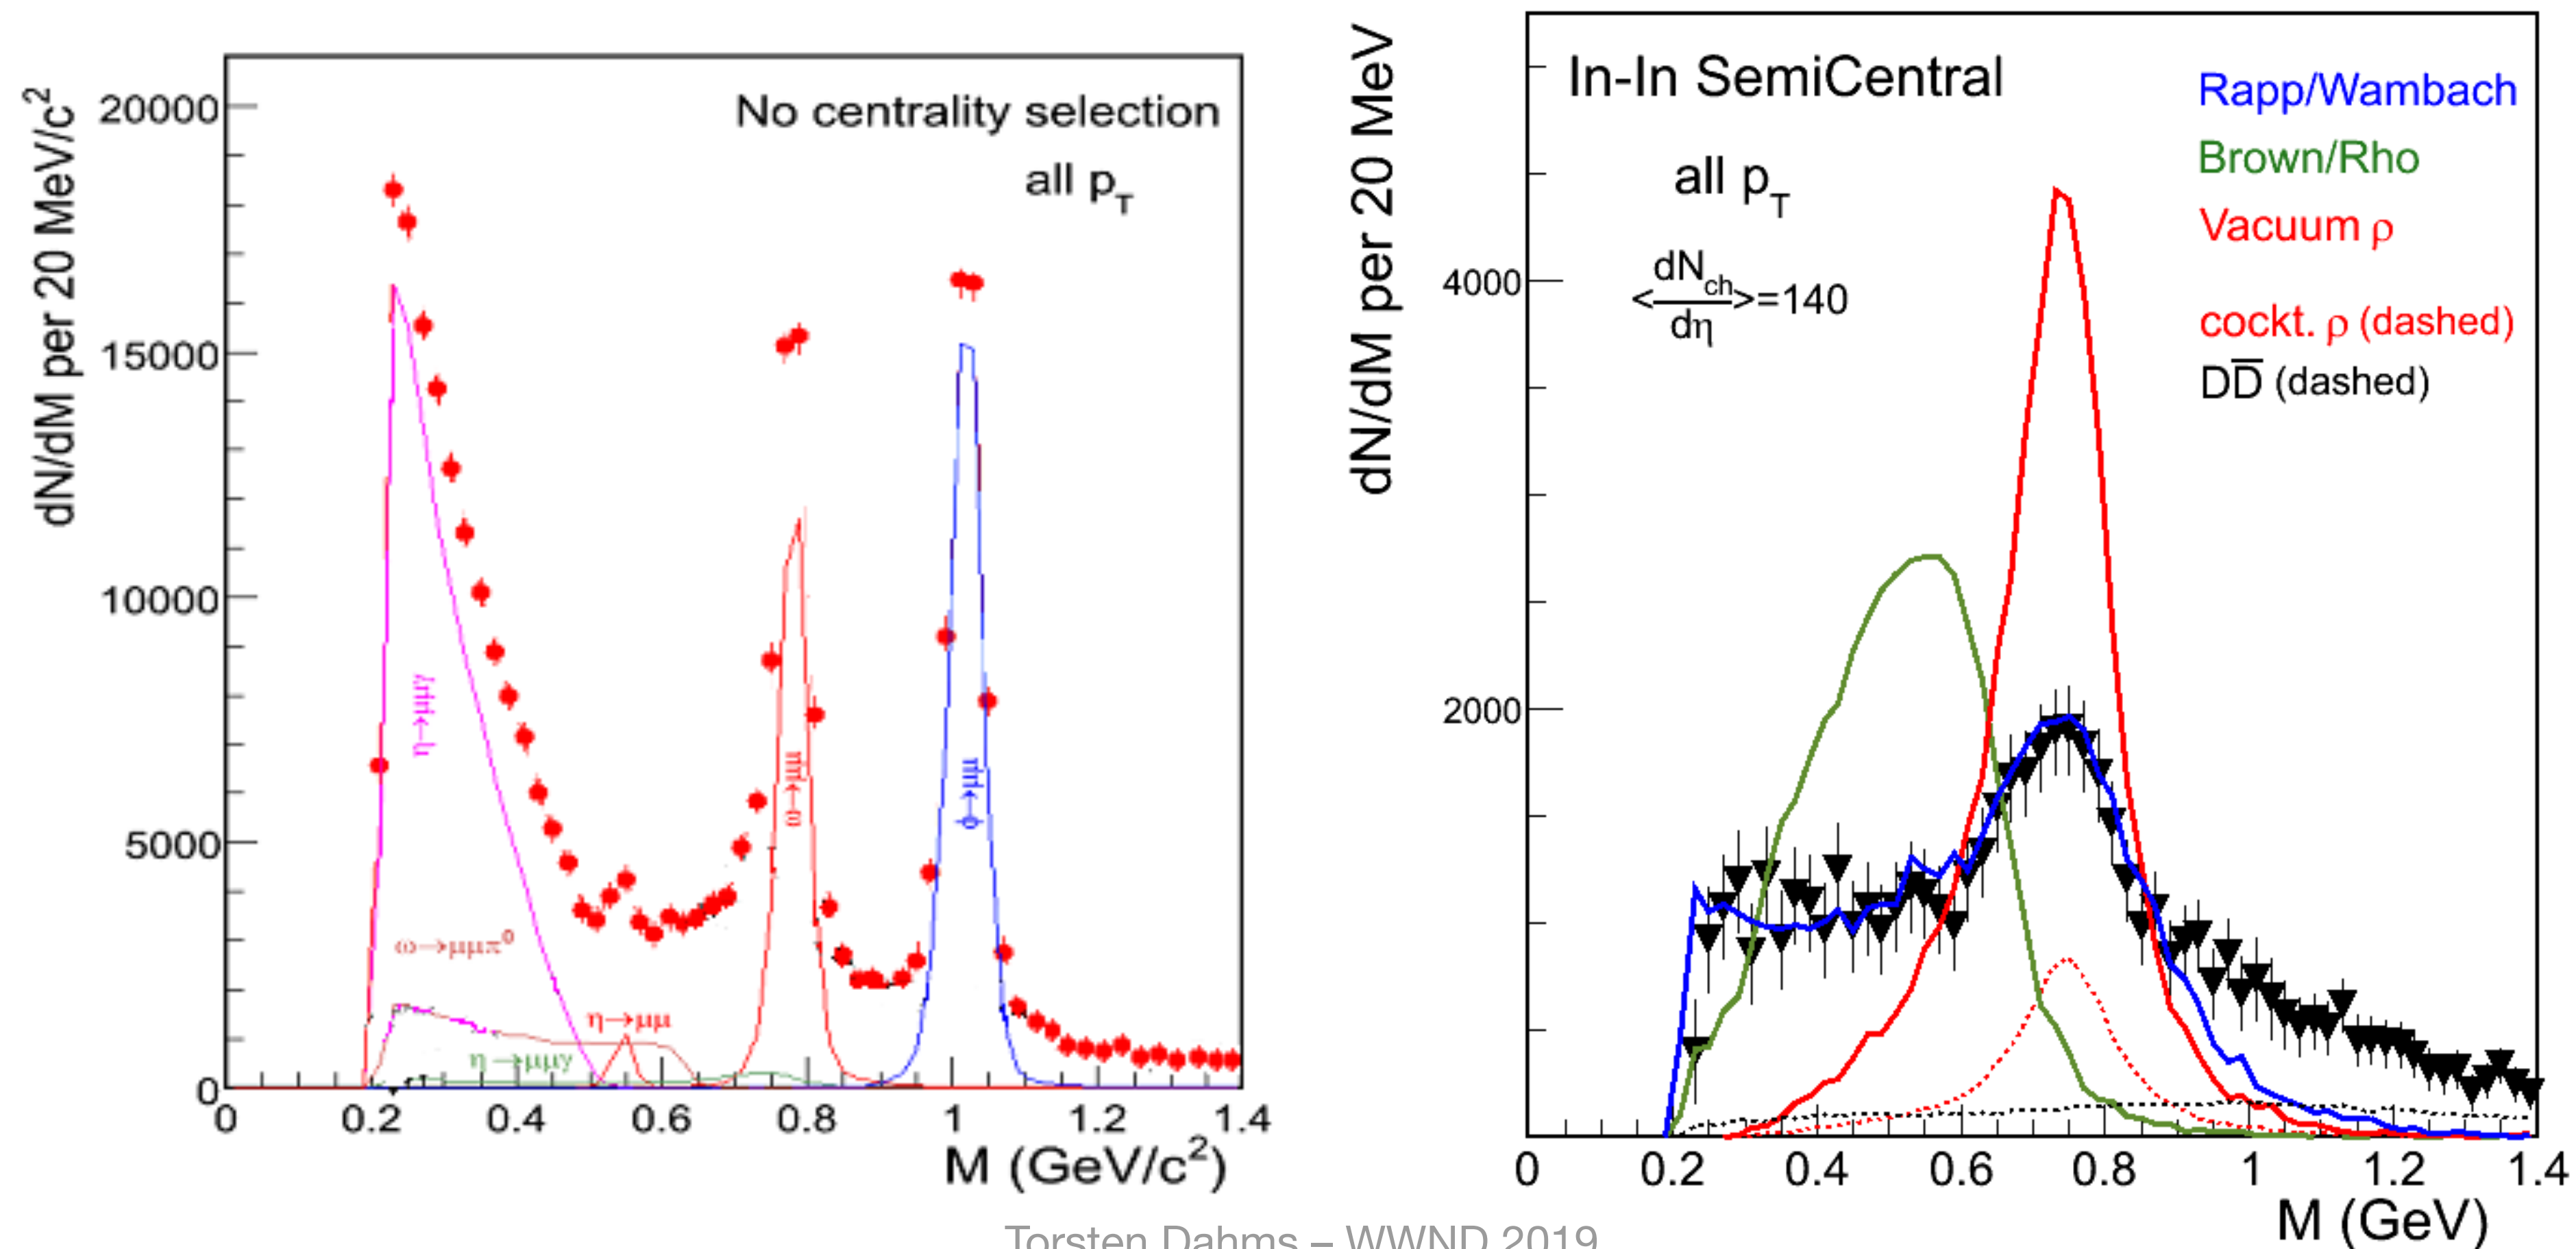 dN/dM per 20 MeV/c²
20000
15000
10000
5000
0
No centrality selection
all p_T
η→μμγ
ω→μμπ⁰
η→μμ
η→μμγ
ω→μμ
ϕ→μμ
0 0.2 0.4 0.6 0.8 1 1.2 1.4
M (GeV/c²)
dN/dM per 20 MeV
4000
2000
In-In SemiCentral
all p_T
<dN_ch/dη>=140
Rapp/Wambach
Brown/Rho
Vacuum ρ
cockt. ρ (dashed)
DD̅ (dashed)
0 0.2 0.4 0.6 0.8 1 1.2 1.4
M (GeV)
Torsten Dahms – WWND 2019